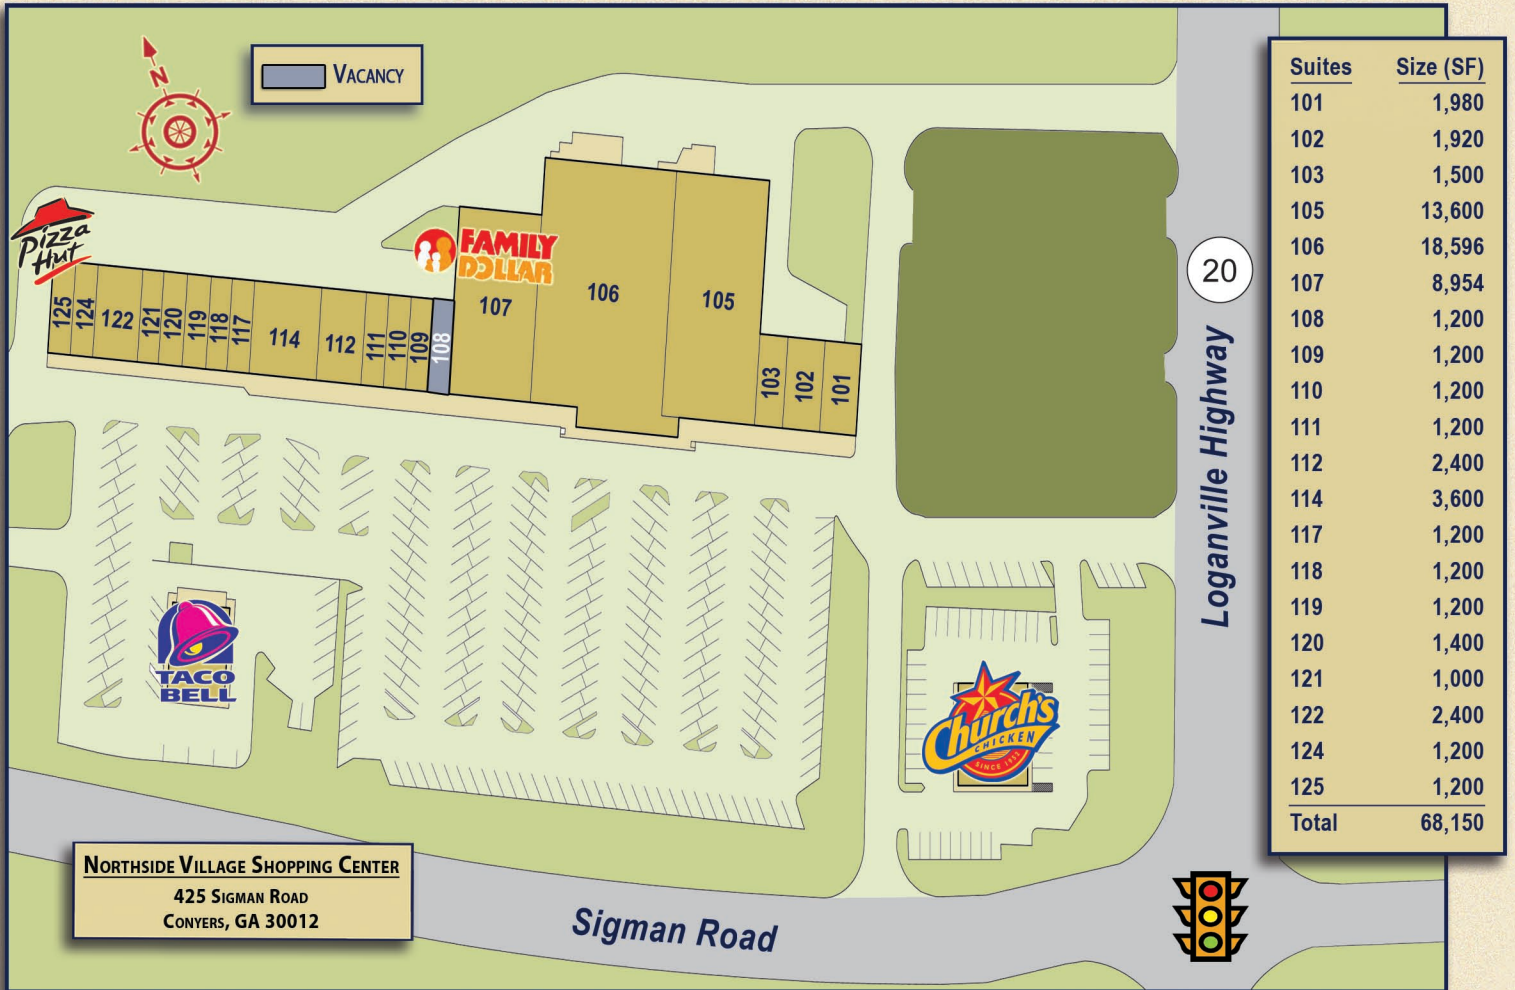 N
VACANCY
Suites Size (SF)
101 1,980
102 1,920
103 1,500
105 13,600
106 18,596
107 8,954
108 1,200
109 1,200
110 1,200
111 1,200
112 2,400
114 3,600
117 1,200
118 1,200
119 1,200
120 1,400
121 1,000
122 2,400
124 1,200
125 1,200
Total 68,150
Pizza
Hut
FAMILY
DOLLAR
125 124 122 121 120 119 118 117 114 112 111 110 109 108 107 106 105 103 102 101
20
Loganville Highway
TACO
BELL
Church's
CHICKEN
SINCE 1952
NORTHSIDE VILLAGE SHOPPING CENTER
425 SIGMAN ROAD
CONYERS, GA 30012
Sigman Road